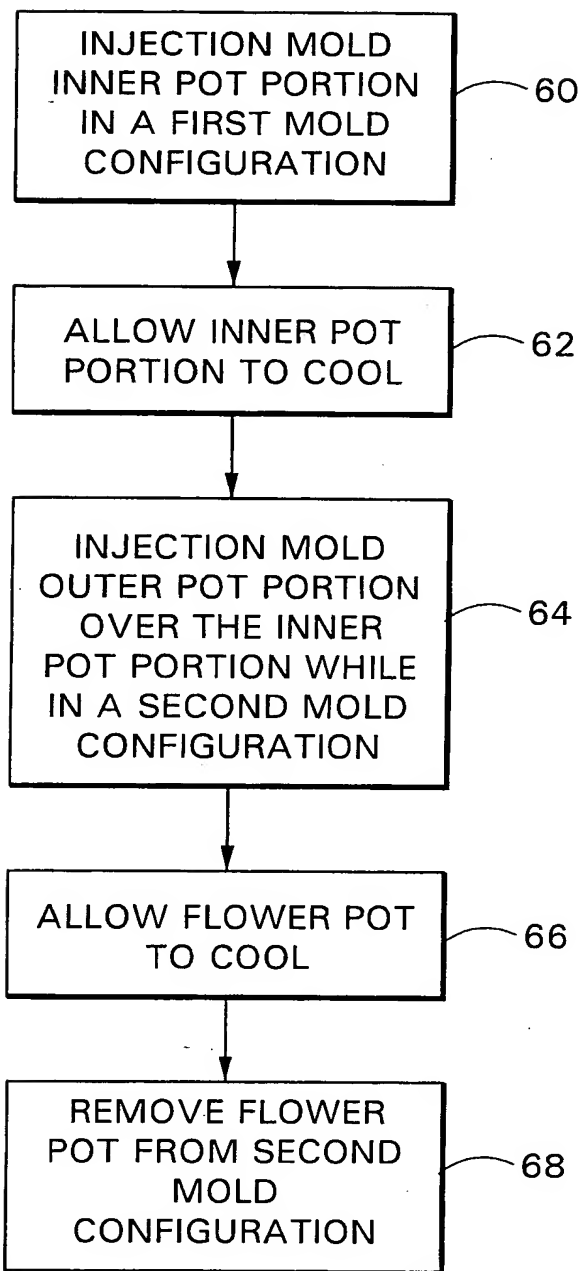 INJECTION MOLD
INNER POT PORTION
IN A FIRST MOLD
CONFIGURATION
60
ALLOW INNER POT
PORTION TO COOL
62
INJECTION MOLD
OUTER POT PORTION
OVER THE INNER
POT PORTION WHILE
IN A SECOND MOLD
CONFIGURATION
64
ALLOW FLOWER POT
TO COOL
66
REMOVE FLOWER
POT FROM SECOND
MOLD
CONFIGURATION
68